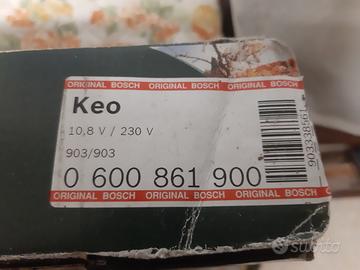 ORIGINAL BOSCH ORIGINAL BOSCH ORIGINAL BOSCH
Keo
10,8 V / 230 V
903/903
0 600 861 900
903338561
ORIGINAL BOSCH ORIGINAL BOSCH ORIGINAL BOSCH
subito